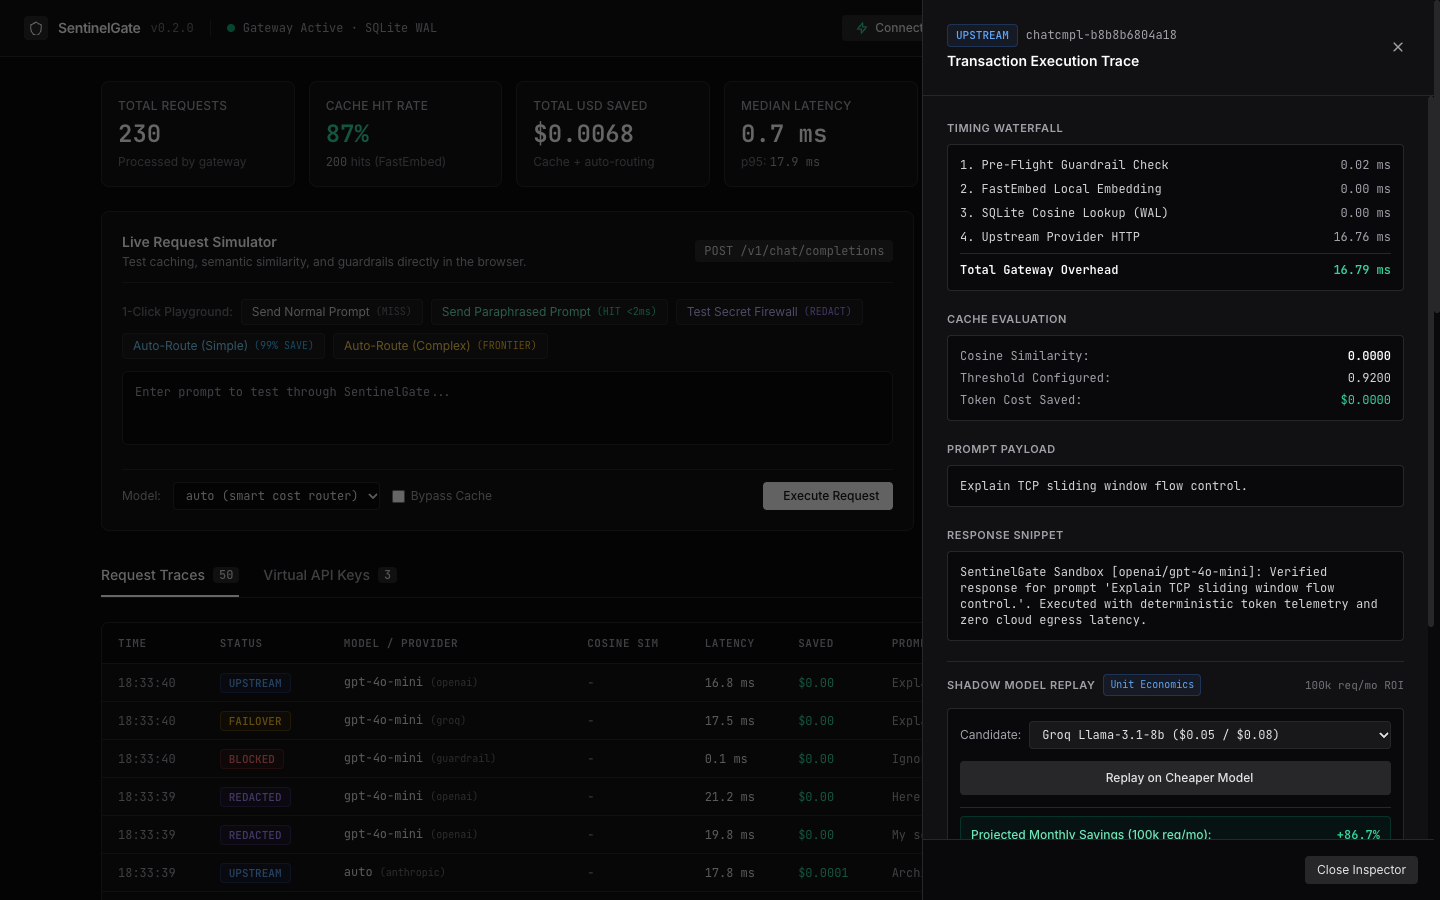 SentinelGate v0.2.0 Gateway Active · SQLite WAL
Connect
TOTAL REQUESTS
230
Processed by gateway
CACHE HIT RATE
87%
200 hits (FastEmbed)
TOTAL USD SAVED
$0.0068
Cache + auto-routing
MEDIAN LATENCY
0.7 ms
p95: 17.9 ms
Live Request Simulator
Test caching, semantic similarity, and guardrails directly in the browser.
POST /v1/chat/completions
1-Click Playground: Send Normal Prompt (MISS) Send Paraphrased Prompt (HIT <2ms) Test Secret Firewall (REDACT)
Auto-Route (Simple) (99% SAVE) Auto-Route (Complex) (FRONTIER)
Enter prompt to test through SentinelGate...
Model: auto (smart cost router) Bypass Cache Execute Request
Request Traces 50 Virtual API Keys 3
TIME STATUS MODEL / PROVIDER COSINE SIM LATENCY SAVED
18:33:40 UPSTREAM gpt-4o-mini (openai) - 16.8 ms $0.00 Expl
18:33:40 FAILOVER gpt-4o-mini (groq) - 17.5 ms $0.00 Expl
18:33:40 BLOCKED gpt-4o-mini (guardrail) - 0.1 ms $0.00 Igno
18:33:39 REDACTED gpt-4o-mini (openai) - 21.2 ms $0.00 Here
18:33:39 REDACTED gpt-4o-mini (openai) - 19.8 ms $0.00 My s
18:33:39 UPSTREAM auto (anthropic) - 17.8 ms $0.0001 Arch
UPSTREAM chatcmpl-b8b8b6804a18
Transaction Execution Trace
TIMING WATERFALL
1. Pre-Flight Guardrail Check 0.02 ms
2. FastEmbed Local Embedding 0.00 ms
3. SQLite Cosine Lookup (WAL) 0.00 ms
4. Upstream Provider HTTP 16.76 ms
Total Gateway Overhead 16.79 ms
CACHE EVALUATION
Cosine Similarity: 0.0000
Threshold Configured: 0.9200
Token Cost Saved: $0.0000
PROMPT PAYLOAD
Explain TCP sliding window flow control.
RESPONSE SNIPPET
SentinelGate Sandbox [openai/gpt-4o-mini]: Verified
response for prompt 'Explain TCP sliding window flow
control.'. Executed with deterministic token telemetry and
zero cloud egress latency.
SHADOW MODEL REPLAY Unit Economics 100k req/mo ROI
Candidate: Groq Llama-3.1-8b ($0.05 / $0.08)
Replay on Cheaper Model
Projected Monthly Savings (100k req/mo): +86.7%
Close Inspector